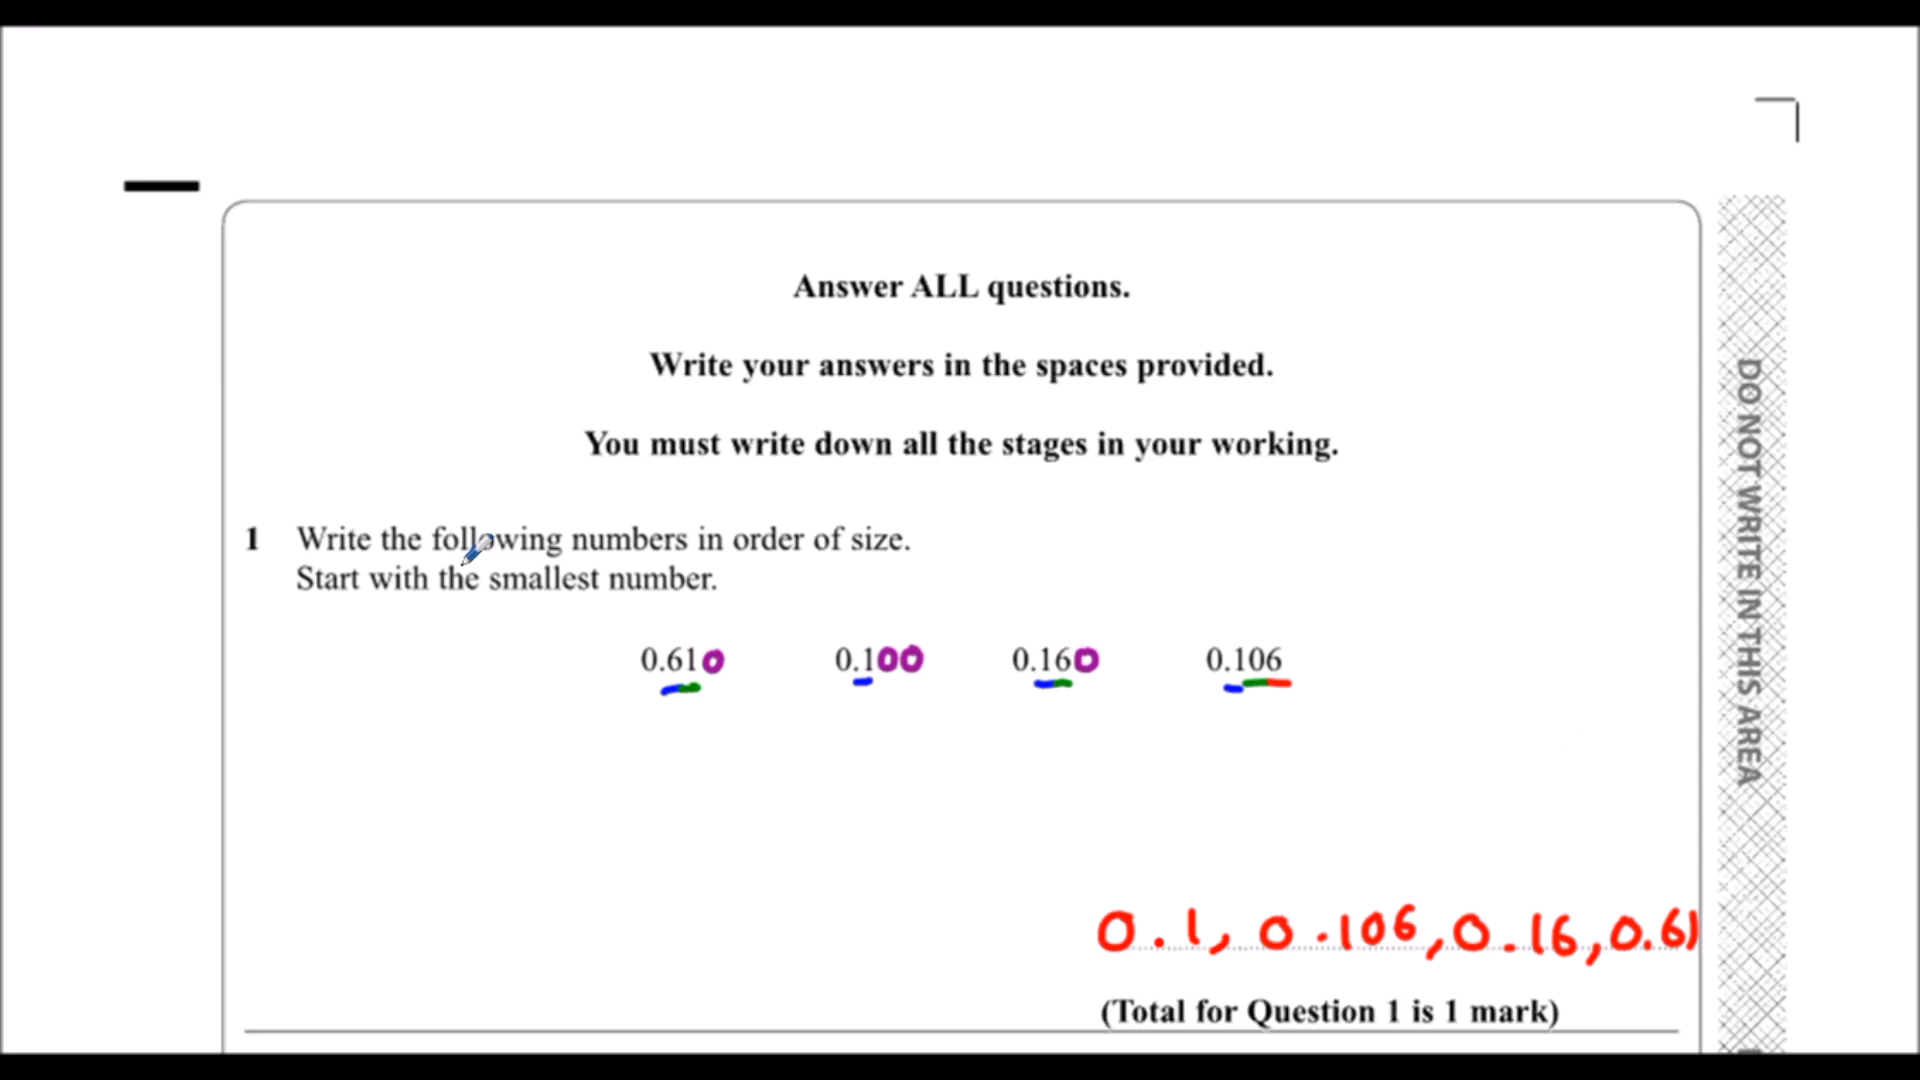 Answer ALL questions.
Write your answers in the spaces provided.
You must write down all the stages in your working.
1 Write the following numbers in order of size.
Start with the smallest number.
0.610 0.100 0.160 0.106
0.1, 0.106, 0.16, 0.61
(Total for Question 1 is 1 mark)
DO NOT WRITE IN THIS AREA